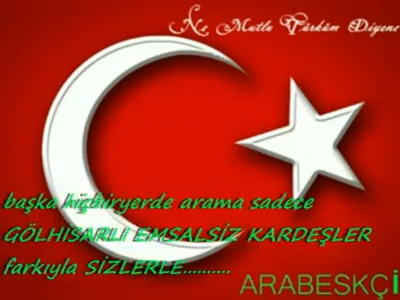 Ne Mutlu Türküm Diyene
başka hiçbiryerde arama sadece
GÖLHISARLI EMSALSİZ KARDEŞLER
farkıyla SİZLERLE..........
ARABESKÇİ